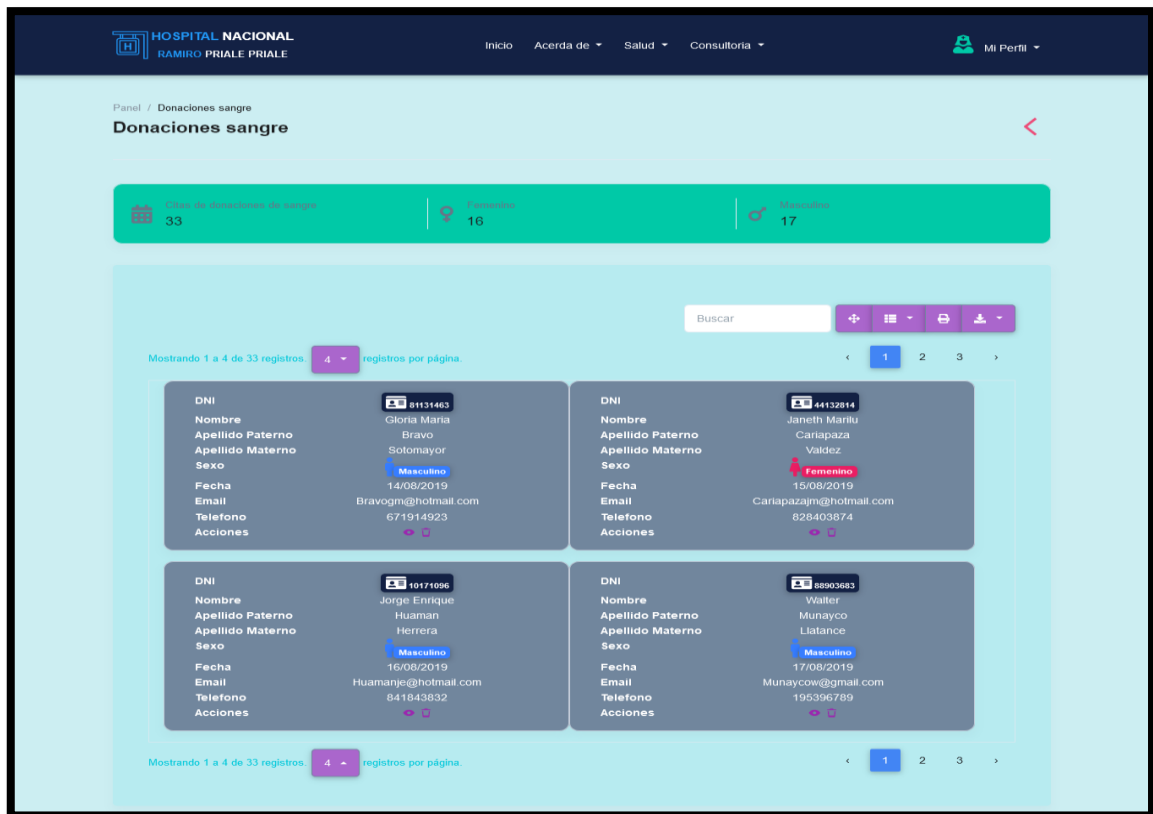 HOSPITAL NACIONAL
RAMIRO PRIALE PRIALE
Inicio Acerda de Salud Consultoria Mi Perfil
Panel / Donaciones sangre
Donaciones sangre
Citas de donaciones de sangre
33
Femenino
16
Masculino
17
Buscar
Mostrando 1 a 4 de 33 registros. 4 registros por página.
‹ 1 2 3 ›
DNI 81131463
Nombre Gloria Maria
Apellido Paterno Bravo
Apellido Materno Sotomayor
Sexo Masculino
Fecha 14/08/2019
Email Bravogm@hotmail.com
Telefono 671914923
Acciones
DNI 44132814
Nombre Janeth Marilu
Apellido Paterno Cariapaza
Apellido Materno Valdez
Sexo Femenino
Fecha 15/08/2019
Email Cariapazajm@hotmail.com
Telefono 828403874
Acciones
DNI 10171096
Nombre Jorge Enrique
Apellido Paterno Huaman
Apellido Materno Herrera
Sexo Masculino
Fecha 16/08/2019
Email Huamanje@hotmail.com
Telefono 841843832
Acciones
DNI 88903683
Nombre Walter
Apellido Paterno Munayco
Apellido Materno Llatance
Sexo Masculino
Fecha 17/08/2019
Email Munaycow@gmail.com
Telefono 195396789
Acciones
Mostrando 1 a 4 de 33 registros. 4 registros por página.
‹ 1 2 3 ›